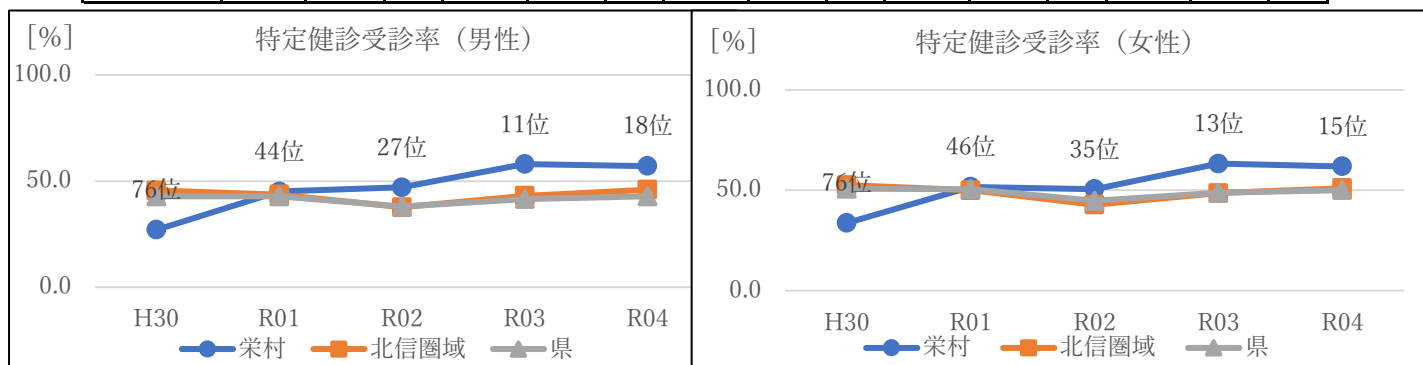 [%]
特定健診受診率（男性）
100.0
11位
18位
27位
44位
76位
50.0
0.0
H30 R01 R02 R03 R04
栄村 北信圏域 県
[%]
特定健診受診率（女性）
100.0
13位
15位
46位
35位
76位
50.0
0.0
H30 R01 R02 R03 R04
栄村 北信圏域 県